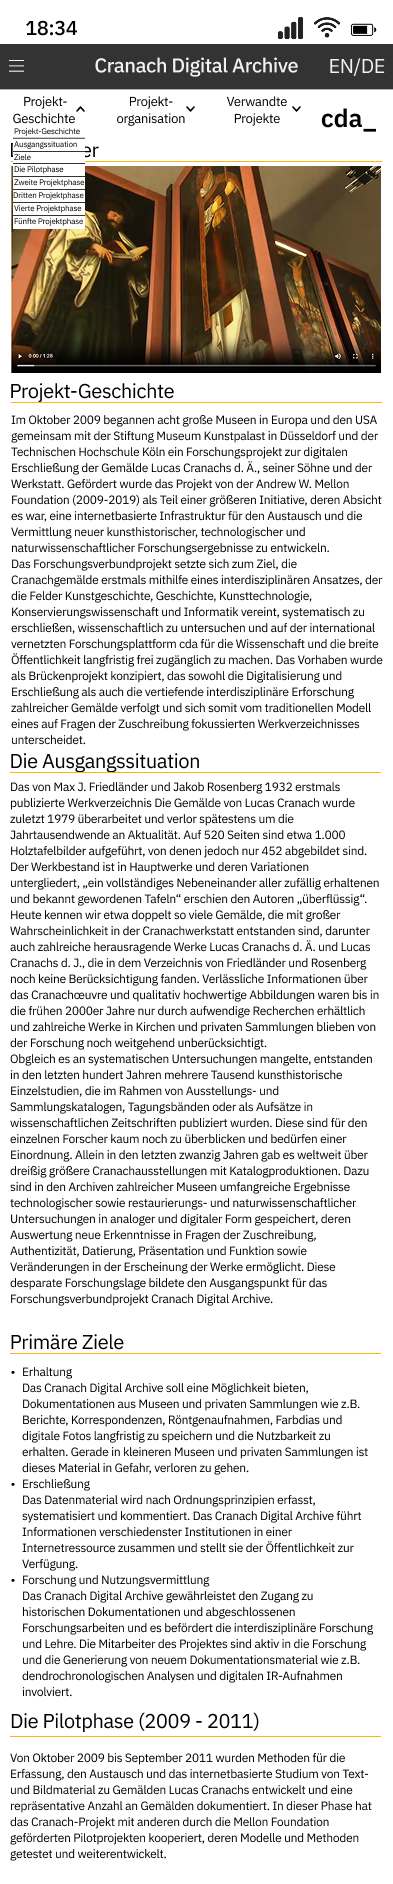 18:34
Cranach Digital Archive
EN/DE
Projekt-
Geschichte
Projekt-
organisation
Verwandte
Projekte
cda_
Projekt-Geschichte
Ausgangssituation
Ziele
Die Pilotphase
Zweite Projektphase
Dritten Projektphase
Vierte Projektphase
Fünfte Projektphase
er
0:00 / 1:28
Projekt-Geschichte
Im Oktober 2009 begannen acht große Museen in Europa und den USA
gemeinsam mit der Stiftung Museum Kunstpalast in Düsseldorf und der
Technischen Hochschule Köln ein Forschungsprojekt zur digitalen
Erschließung der Gemälde Lucas Cranachs d. Ä., seiner Söhne und der
Werkstatt. Gefördert wurde das Projekt von der Andrew W. Mellon
Foundation (2009-2019) als Teil einer größeren Initiative, deren Absicht
es war, eine internetbasierte Infrastruktur für den Austausch und die
Vermittlung neuer kunsthistorischer, technologischer und
naturwissenschaftlicher Forschungsergebnisse zu entwickeln.
Das Forschungsverbundprojekt setzte sich zum Ziel, die
Cranachgemälde erstmals mithilfe eines interdisziplinären Ansatzes, der
die Felder Kunstgeschichte, Geschichte, Kunsttechnologie,
Konservierungswissenschaft und Informatik vereint, systematisch zu
erschließen, wissenschaftlich zu untersuchen und auf der international
vernetzten Forschungsplattform cda für die Wissenschaft und die breite
Öffentlichkeit langfristig frei zugänglich zu machen. Das Vorhaben wurde
als Brückenprojekt konzipiert, das sowohl die Digitalisierung und
Erschließung als auch die vertiefende interdisziplinäre Erforschung
zahlreicher Gemälde verfolgt und sich somit vom traditionellen Modell
eines auf Fragen der Zuschreibung fokussierten Werkverzeichnisses
unterscheidet.
Die Ausgangssituation
Das von Max J. Friedländer und Jakob Rosenberg 1932 erstmals
publizierte Werkverzeichnis Die Gemälde von Lucas Cranach wurde
zuletzt 1979 überarbeitet und verlor spätestens um die
Jahrtausendwende an Aktualität. Auf 520 Seiten sind etwa 1.000
Holztafelbilder aufgeführt, von denen jedoch nur 452 abgebildet sind.
Der Werkbestand ist in Hauptwerke und deren Variationen
untergliedert, „ein vollständiges Nebeneinander aller zufällig erhaltenen
und bekannt gewordenen Tafeln“ erschien den Autoren „überflüssig“.
Heute kennen wir etwa doppelt so viele Gemälde, die mit großer
Wahrscheinlichkeit in der Cranachwerkstatt entstanden sind, darunter
auch zahlreiche herausragende Werke Lucas Cranachs d. Ä. und Lucas
Cranachs d. J., die in dem Verzeichnis von Friedländer und Rosenberg
noch keine Berücksichtigung fanden. Verlässliche Informationen über
das Cranachœuvre und qualitativ hochwertige Abbildungen waren bis in
die frühen 2000er Jahre nur durch aufwendige Recherchen erhältlich
und zahlreiche Werke in Kirchen und privaten Sammlungen blieben von
der Forschung noch weitgehend unberücksichtigt.
Obgleich es an systematischen Untersuchungen mangelte, entstanden
in den letzten hundert Jahren mehrere Tausend kunsthistorische
Einzelstudien, die im Rahmen von Ausstellungs- und
Sammlungskatalogen, Tagungsbänden oder als Aufsätze in
wissenschaftlichen Zeitschriften publiziert wurden. Diese sind für den
einzelnen Forscher kaum noch zu überblicken und bedürfen einer
Einordnung. Allein in den letzten zwanzig Jahren gab es weltweit über
dreißig größere Cranachausstellungen mit Katalogproduktionen. Dazu
sind in den Archiven zahlreicher Museen umfangreiche Ergebnisse
technologischer sowie restaurierungs- und naturwissenschaftlicher
Untersuchungen in analoger und digitaler Form gespeichert, deren
Auswertung neue Erkenntnisse in Fragen der Zuschreibung,
Authentizität, Datierung, Präsentation und Funktion sowie
Veränderungen in der Erscheinung der Werke ermöglicht. Diese
desparate Forschungslage bildete den Ausgangspunkt für das
Forschungsverbundprojekt Cranach Digital Archive.
Primäre Ziele
• Erhaltung
Das Cranach Digital Archive soll eine Möglichkeit bieten,
Dokumentationen aus Museen und privaten Sammlungen wie z.B.
Berichte, Korrespondenzen, Röntgenaufnahmen, Farbdias und
digitale Fotos langfristig zu speichern und die Nutzbarkeit zu
erhalten. Gerade in kleineren Museen und privaten Sammlungen ist
dieses Material in Gefahr, verloren zu gehen.
• Erschließung
Das Datenmaterial wird nach Ordnungsprinzipien erfasst,
systematisiert und kommentiert. Das Cranach Digital Archive führt
Informationen verschiedenster Institutionen in einer
Internetressource zusammen und stellt sie der Öffentlichkeit zur
Verfügung.
• Forschung und Nutzungsvermittlung
Das Cranach Digital Archive gewährleistet den Zugang zu
historischen Dokumentationen und abgeschlossenen
Forschungsarbeiten und es befördert die interdisziplinäre Forschung
und Lehre. Die Mitarbeiter des Projektes sind aktiv in die Forschung
und die Generierung von neuem Dokumentationsmaterial wie z.B.
dendrochronologischen Analysen und digitalen IR-Aufnahmen
involviert.
Die Pilotphase (2009 - 2011)
Von Oktober 2009 bis September 2011 wurden Methoden für die
Erfassung, den Austausch und das internetbasierte Studium von Text-
und Bildmaterial zu Gemälden Lucas Cranachs entwickelt und eine
repräsentative Anzahl an Gemälden dokumentiert. In dieser Phase hat
das Cranach-Projekt mit anderen durch die Mellon Foundation
geförderten Pilotprojekten kooperiert, deren Modelle und Methoden
getestet und weiterentwickelt.